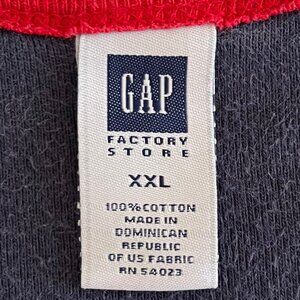 GAP
FACTORY
STORE
XXL
100% COTTON
MADE IN
DOMINICAN
REPUBLIC
OF US FABRIC
RN 54023